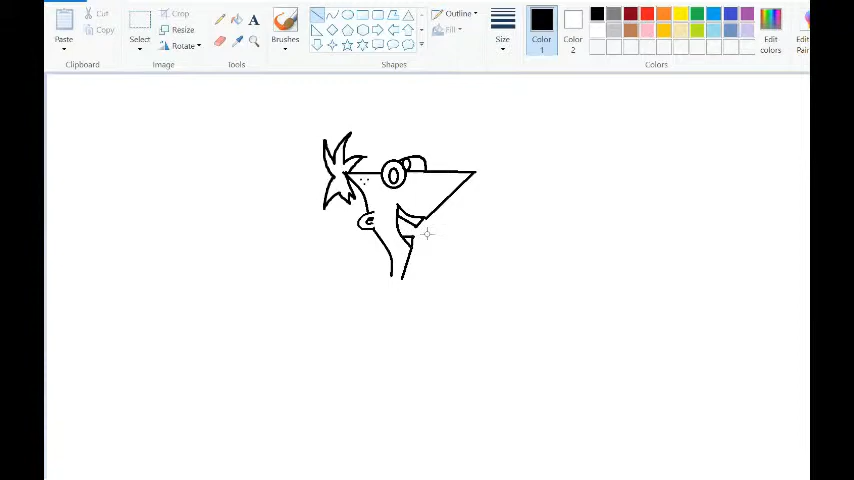 Cut
Copy
Paste
Clipboard
Crop
Resize
Rotate
Select
Image
A
Tools
Brushes
Outline
Fill
Shapes
Size
Color
1
Color
2
Edit
colors
Colors
Edit